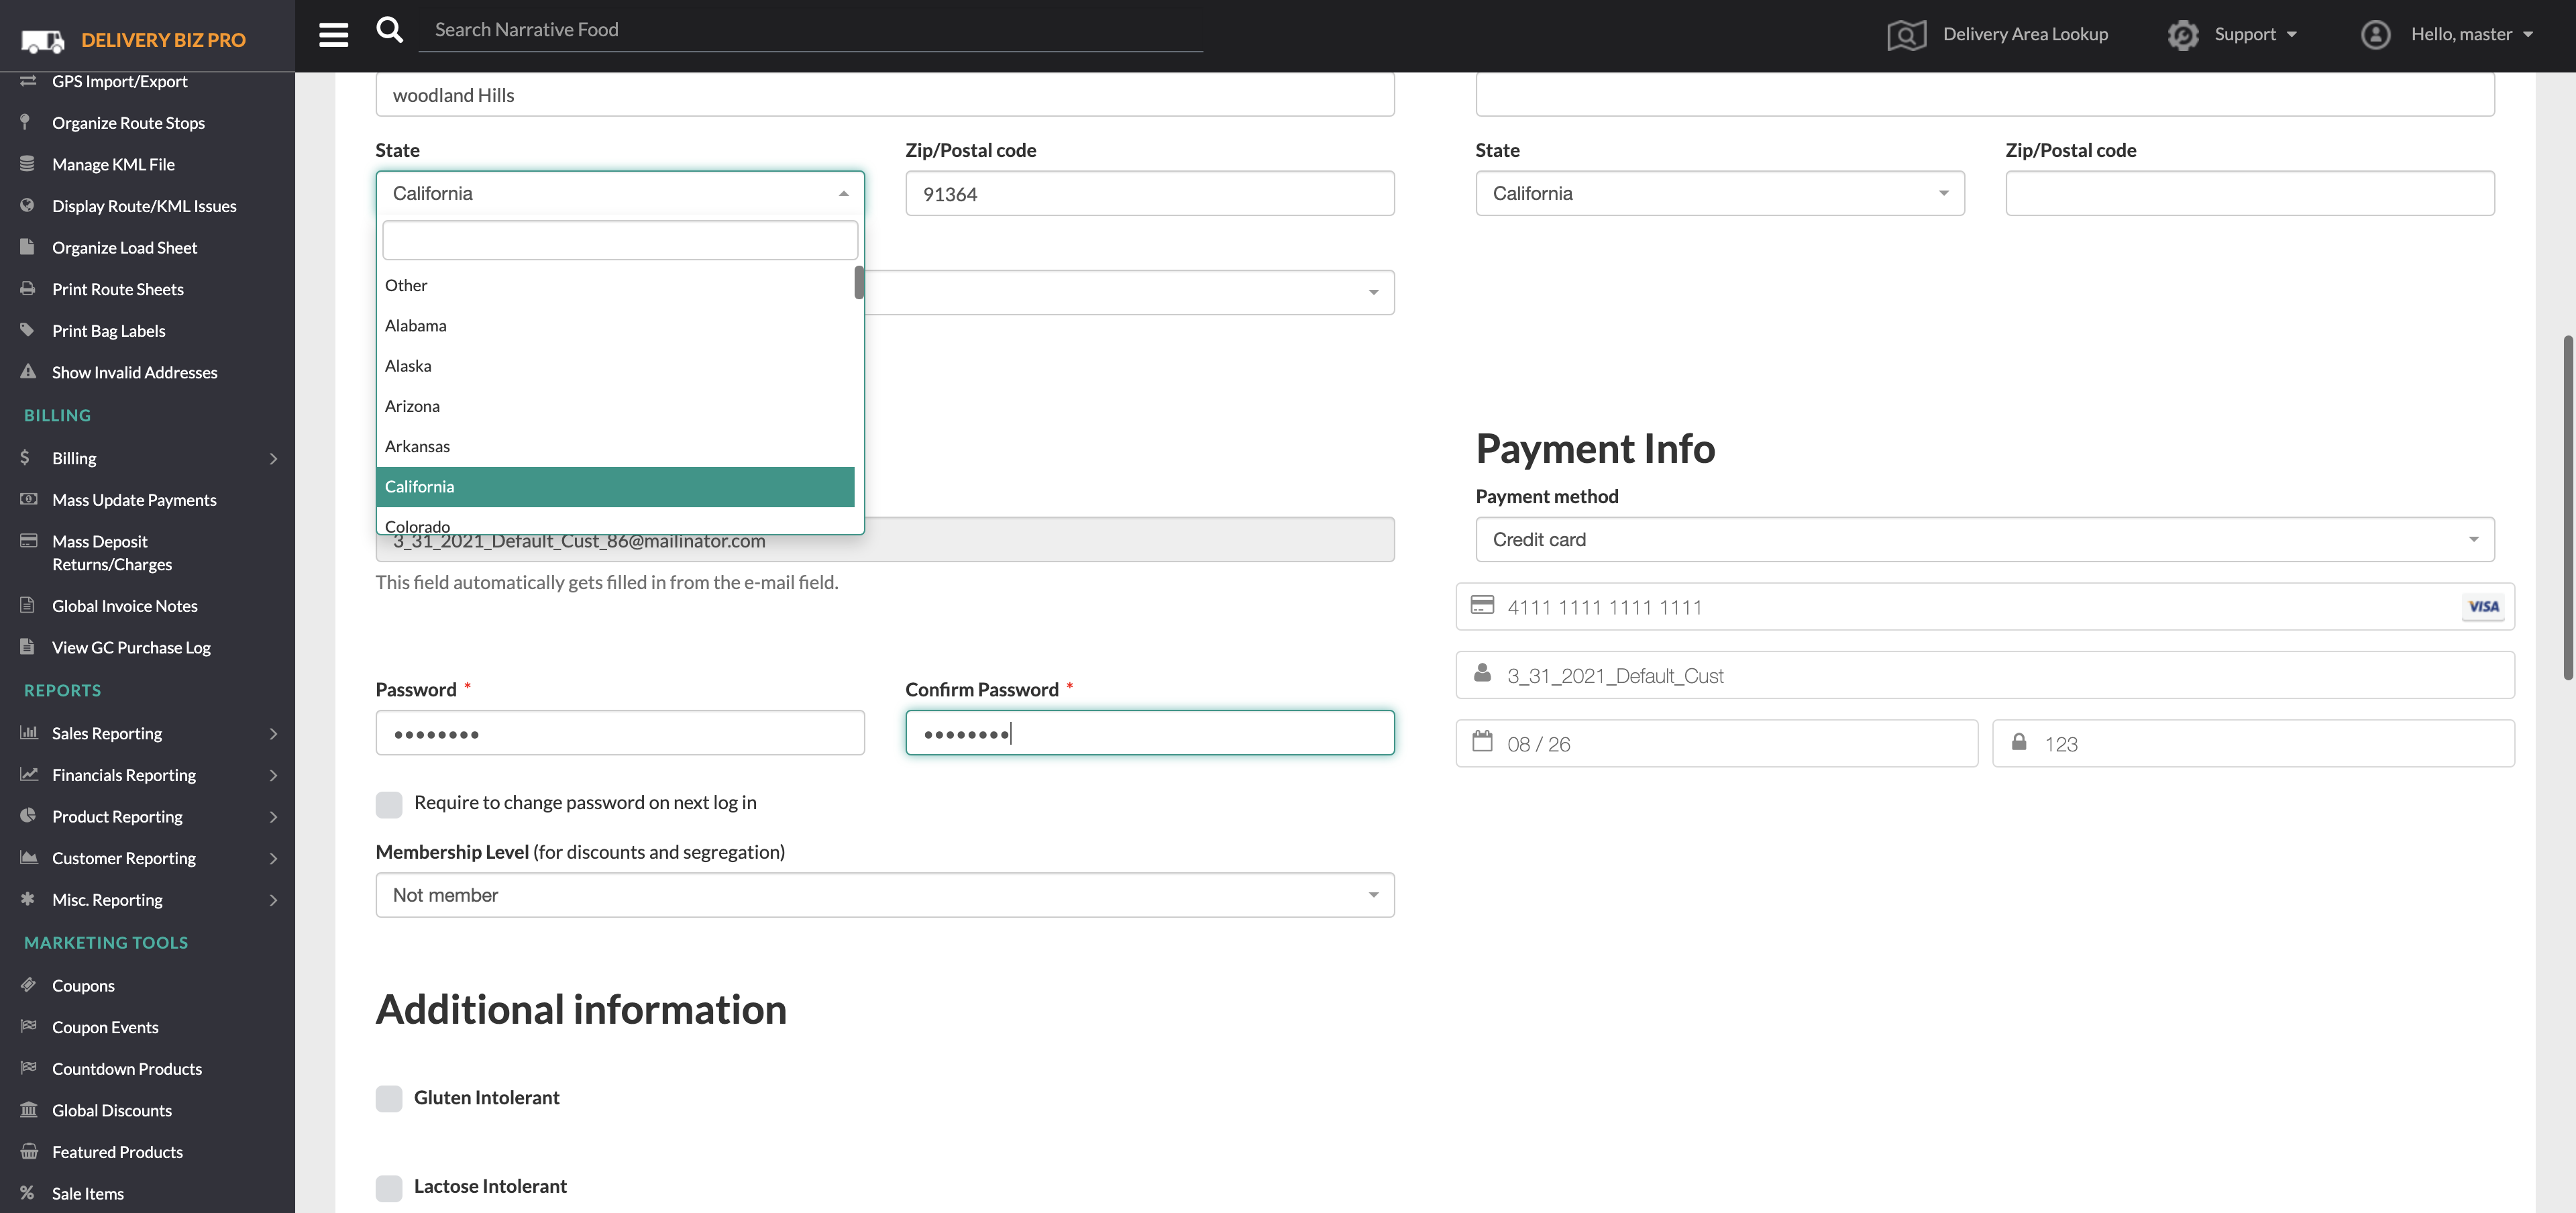 DELIVERY BIZ PRO
Search Narrative Food
Delivery Area Lookup
Support
Hello, master
GPS Import/Export
Organize Route Stops
Manage KML File
Display Route/KML Issues
Organize Load Sheet
Print Route Sheets
Print Bag Labels
Show Invalid Addresses
BILLING
Billing
Mass Update Payments
Mass Deposit
Returns/Charges
Global Invoice Notes
View GC Purchase Log
REPORTS
Sales Reporting
Financials Reporting
Product Reporting
Customer Reporting
Misc. Reporting
MARKETING TOOLS
Coupons
Coupon Events
Countdown Products
Global Discounts
Featured Products
Sale Items
woodland Hills
State
Zip/Postal code
California
91364
Other
Alabama
Alaska
Arizona
Arkansas
California
Colorado
3_31_2021_Default_Cust_86@mailinator.com
This field automatically gets filled in from the e-mail field.
Password *
Confirm Password *
••••••••
••••••••
Require to change password on next log in
Membership Level (for discounts and segregation)
Not member
Additional information
Gluten Intolerant
Lactose Intolerant
State
Zip/Postal code
California
Payment Info
Payment method
Credit card
4111 1111 1111 1111
VISA
3_31_2021_Default_Cust
08 / 26
123